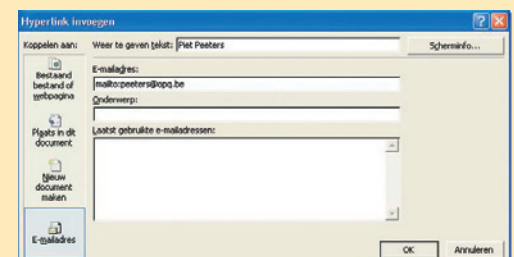 Hyperlink invoegen
Koppelen aan:
Weer te geven tekst: Piet Peeters
Scherminfo...
Bestaand
bestand of
webpagina
Plaats in dit
document
Nieuw
document
maken
E-mailadres
E-mailadres:
mailto:peeters@opq.be
Onderwerp:
Laatst gebruikte e-mailadressen:
OK
Annuleren